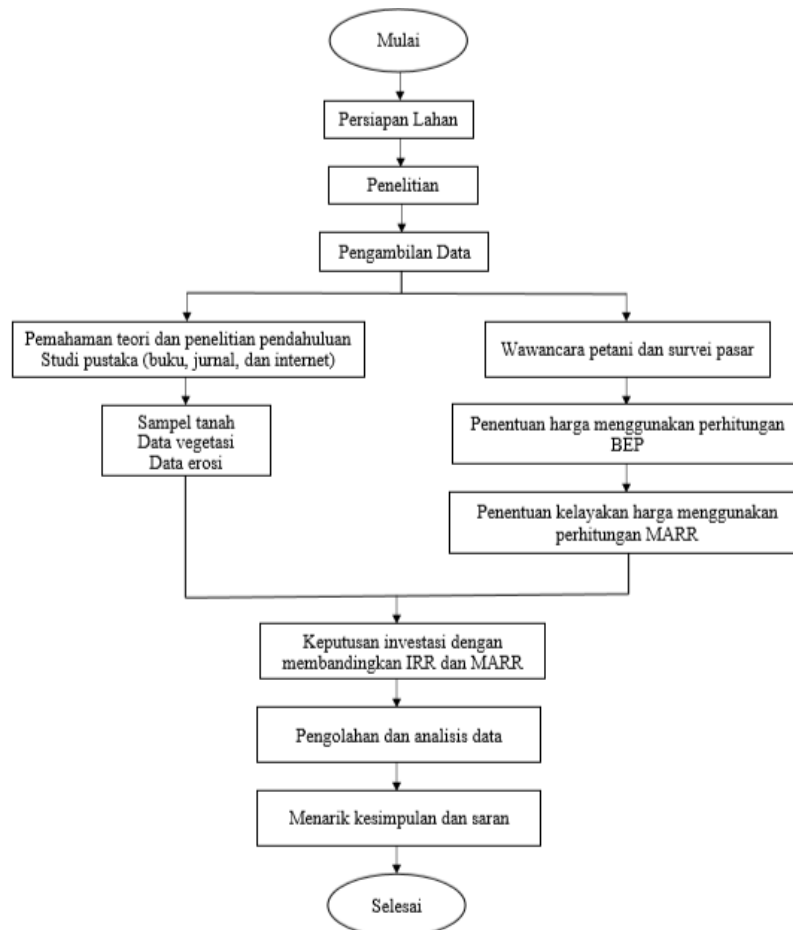 Mulai
Persiapan Lahan
Penelitian
Pengambilan Data
Pemahaman teori dan penelitian pendahuluan
Studi pustaka (buku, jurnal, dan internet)
Sampel tanah
Data vegetasi
Data erosi
Wawancara petani dan survei pasar
Penentuan harga menggunakan perhitungan
BEP
Penentuan kelayakan harga menggunakan
perhitungan MARR
Keputusan investasi dengan
membandingkan IRR dan MARR
Pengolahan dan analisis data
Menarik kesimpulan dan saran
Selesai